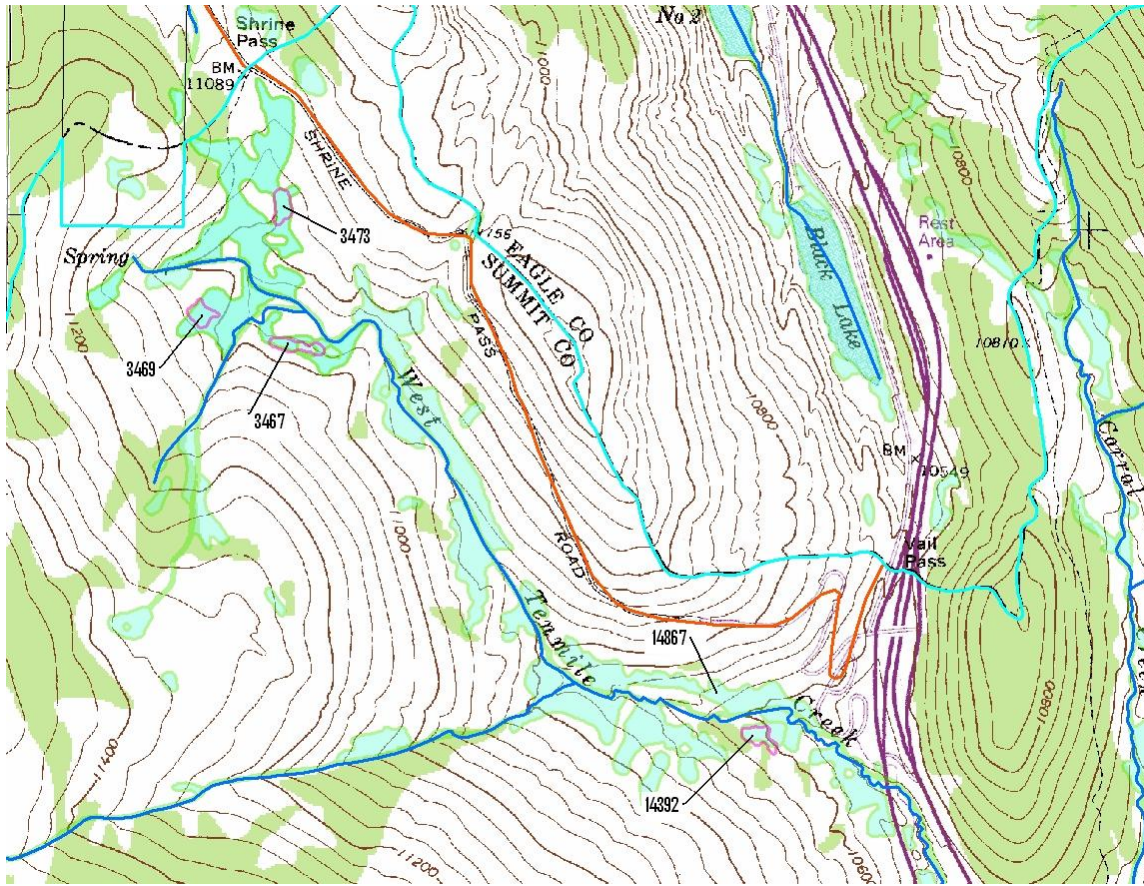 No 2
Shrine
Pass
BM
11089
11000
SHRINE
10800
3473
Rest
Area
Black
Lake
EAGLE CO
SUMMIT CO
Spring
PASS
11200
10810
3469
3467
West
10800
BM
10549
Corral
11000
ROAD
Vail
Pass
Tenmile
14867
Creek
Creek
10800
11400
14392
11200
10600